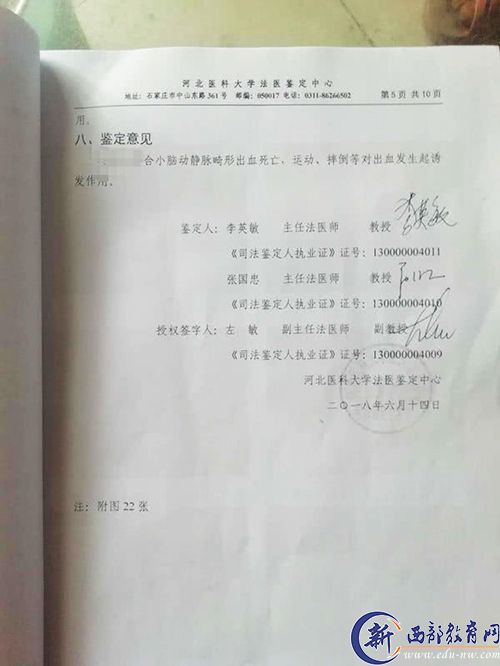 河北医科大学法医鉴定中心
地址：石家庄市中山东路 361 号 邮编：050017 电话：0311-86266502 第 5 页 共 10 页
用。
八、鉴定意见
合小脑动静脉畸形出血死亡，运动、摔倒等对出血发生起诱
发作用。
鉴定人：李英敏 主任法医师 教授 李英敏
《司法鉴定人执业证》证号：130000004011
张国忠 主任法医师 教授
《司法鉴定人执业证》证号：130000004010
授权签字人：左 敏 副主任法医师 副教授
《司法鉴定人执业证》证号：130000004009
河北医科大学法医鉴定中心
二〇一八年六月十四日
注：附图 22 张
新 西部教育网
www.edu-nw.com